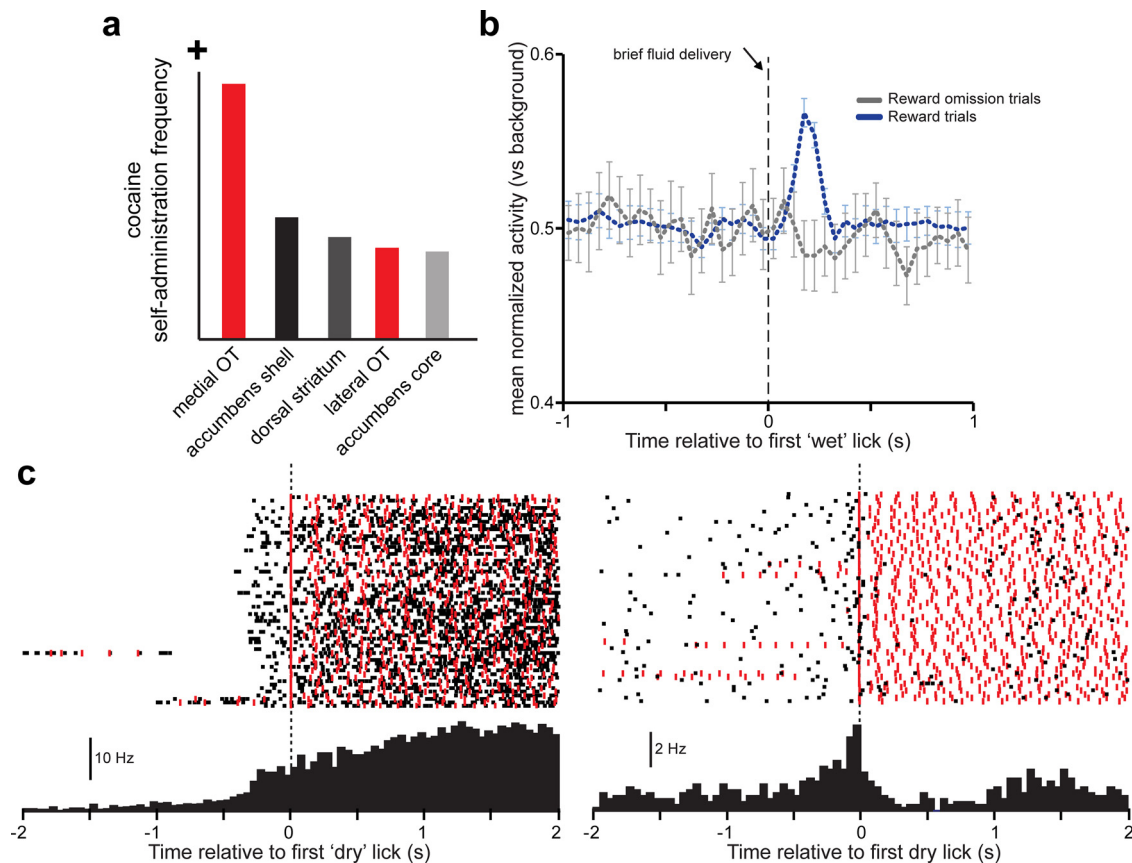 a
+
cocaine
self-administration frequency
medial OT
accumbens shell
dorsal striatum
lateral OT
accumbens core
b
brief fluid delivery
Reward omission trials
Reward trials
mean normalized activity (vs background)
0.6
0.5
0.4
-1
0
1
Time relative to first ‘wet’ lick (s)
c
10 Hz
-2
-1
0
1
2
Time relative to first ‘dry’ lick (s)
2 Hz
-2
-1
0
1
2
Time relative to first dry lick (s)